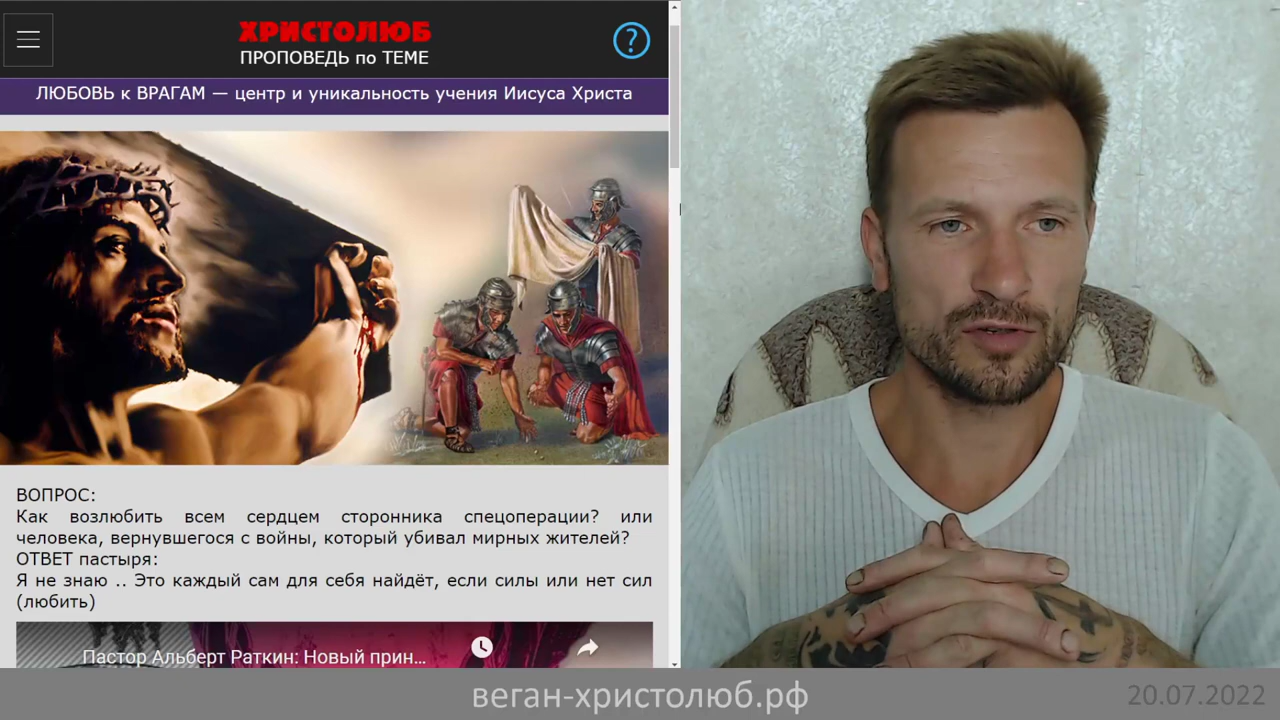 ХРИСТОЛЮБ
ПРОПОВЕДЬ по ТЕМЕ
?
ЛЮБОВЬ к ВРАГАМ — центр и уникальность учения Иисуса Христа
ВОПРОС:
Как возлюбить всем сердцем сторонника спецоперации? или
человека, вернувшегося с войны, который убивал мирных жителей?
ОТВЕТ пастыря:
Я не знаю .. Это каждый сам для себя найдёт, если силы или нет сил
(любить)
Пастор Альберт Раткин: Новый прин...
веган-христолюб.рф
20.07.2022